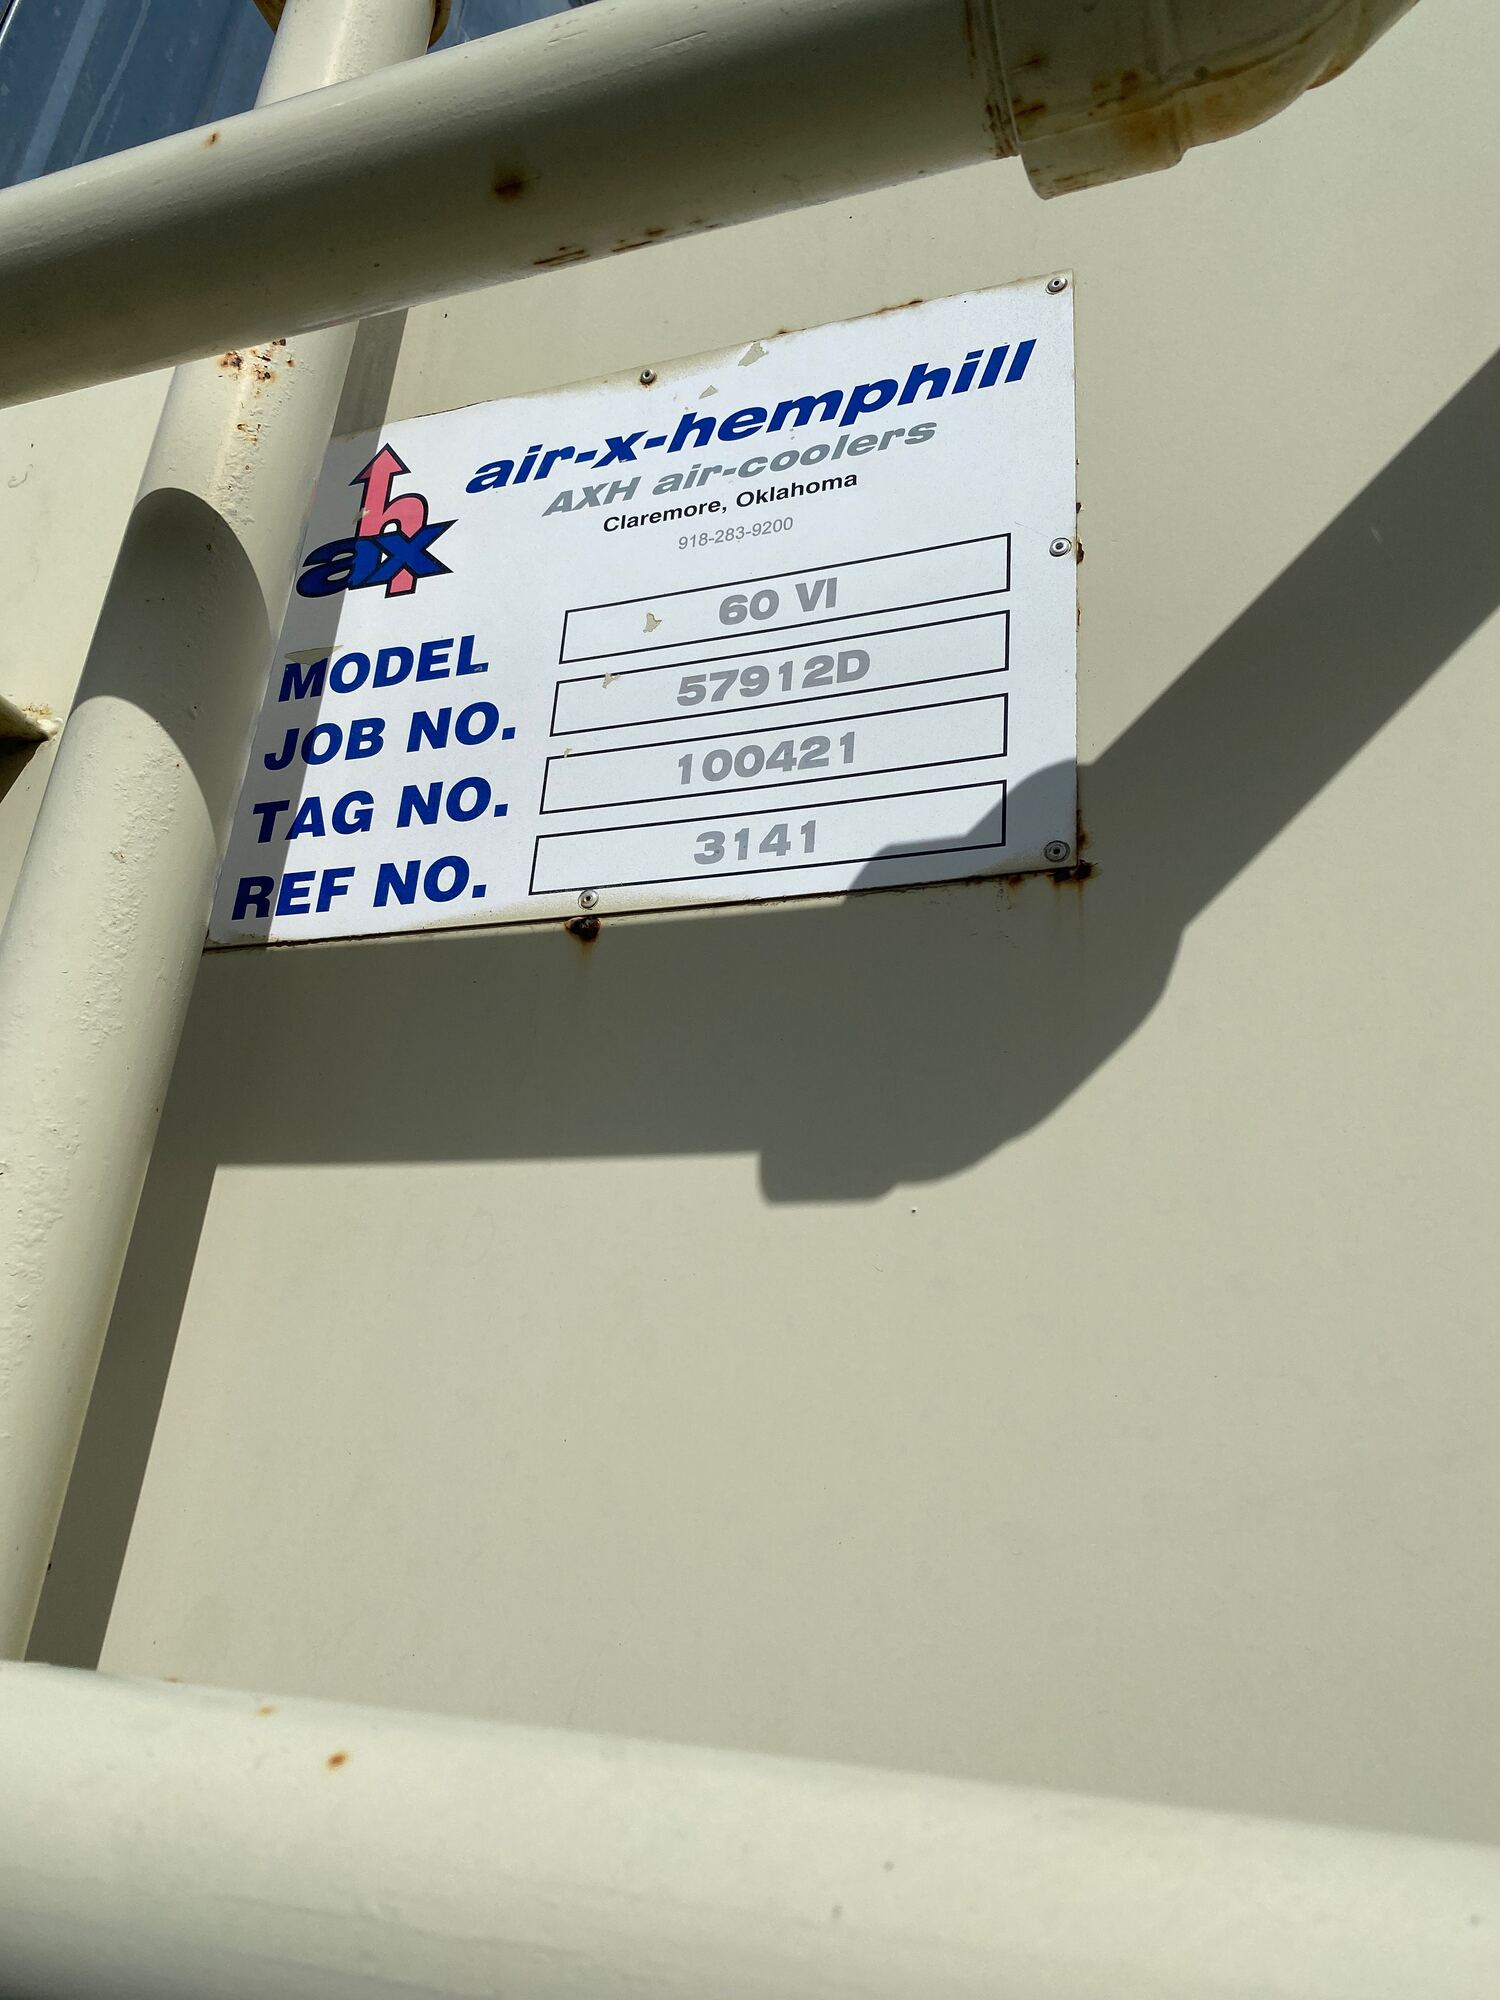 h
ax
air-x-hemphill
AXH air-coolers
Claremore, Oklahoma
918-283-9200
MODEL 60 VI
JOB NO. 57912D
TAG NO. 100421
REF NO. 3141